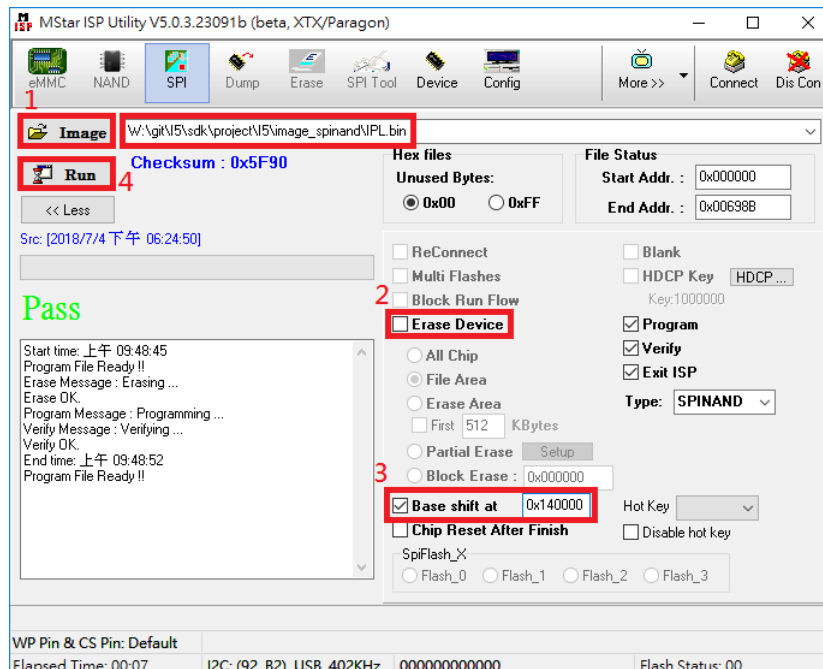 MSTAR ISP MStar ISP Utility V5.0.3.23091b (beta, XTX/Paragon)
eMMC NAND SPI Dump Erase SPI Tool Device Config More >> Connect Dis Con
1
Image W:\git\I5\sdk\project\I5\image_spinand\IPL.bin
Run 4 Checksum : 0x5F90
<< Less
Src: [2018/7/4 下午 06:24:50]
Pass
Start time: 上午 09:48:45
Program File Ready !!
Erase Message : Erasing ...
Erase OK.
Program Message : Programming ...
Verify Message : Verifying ...
Verify OK.
End time: 上午 09:48:52
Program File Ready !!
Hex files
Unused Bytes:
0x00 0xFF
File Status
Start Addr. : 0x000000
End Addr. : 0x00698B
ReConnect
Multi Flashes
2 Block Run Flow
Erase Device
All Chip
File Area
Erase Area
First 512 KBytes
Partial Erase Setup
3 Block Erase : 0x000000
Base shift at 0x140000
Chip Reset After Finish
Blank
HDCP Key HDCP ...
Key:1000000
Program
Verify
Exit ISP
Type: SPINAND
Hot Key
Disable hot key
SpiFlash_X
Flash_0 Flash_1 Flash_2 Flash_3
WP Pin & CS Pin: Default
Elapsed Time: 00:07 I2C: (92, B2), USB, 402KHz 000000000000 Flash Status: 00